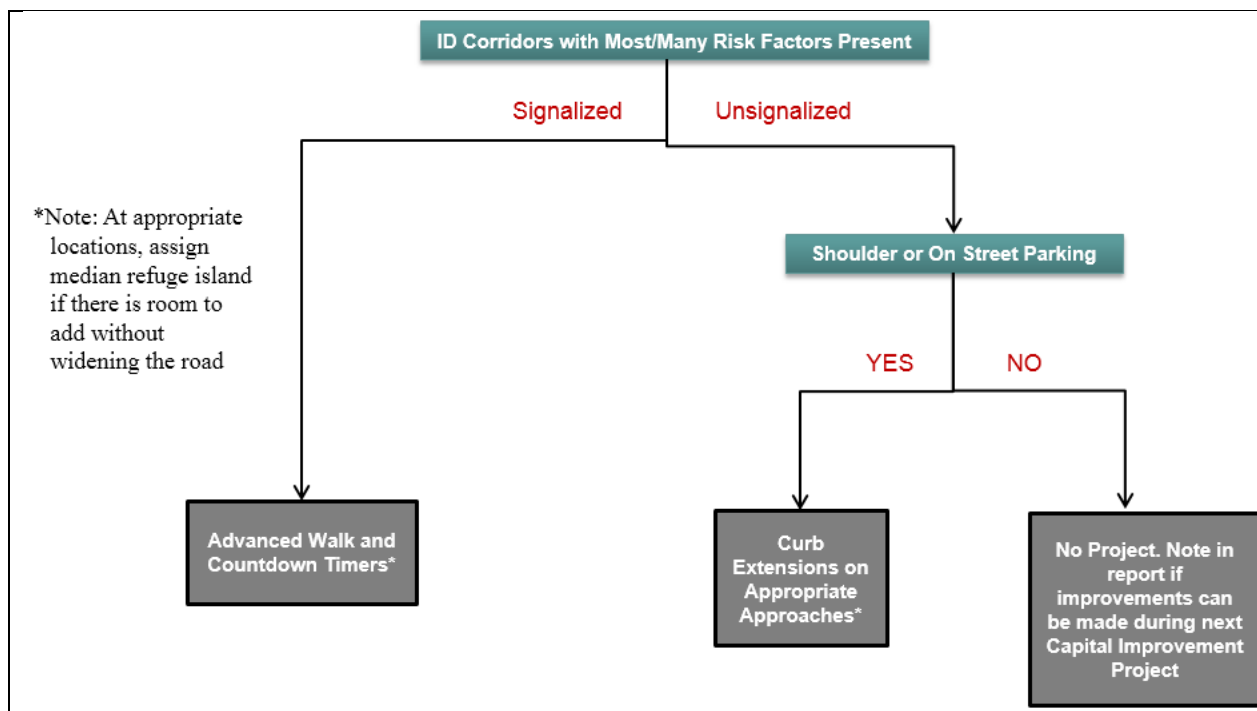 ID Corridors with Most/Many Risk Factors Present
Signalized
Unsignalized
*Note: At appropriate
locations, assign
median refuge island
if there is room to
add without
widening the road
Shoulder or On Street Parking
YES
NO
Advanced Walk and
Countdown Timers*
Curb
Extensions on
Appropriate
Approaches*
No Project. Note in
report if
improvements can
be made during next
Capital Improvement
Project